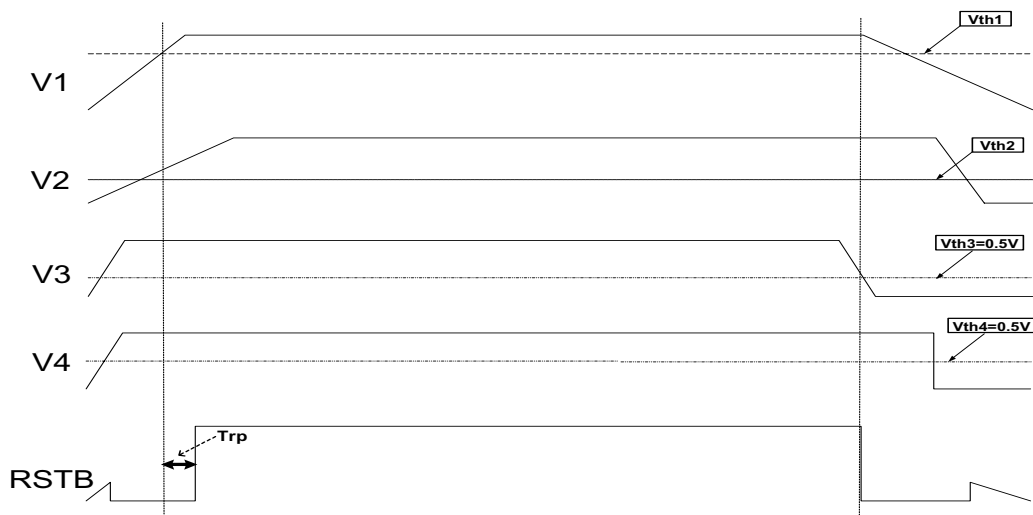 Vth1
V1
Vth2
V2
Vth3=0.5V
V3
Vth4=0.5V
V4
Trp
RSTB